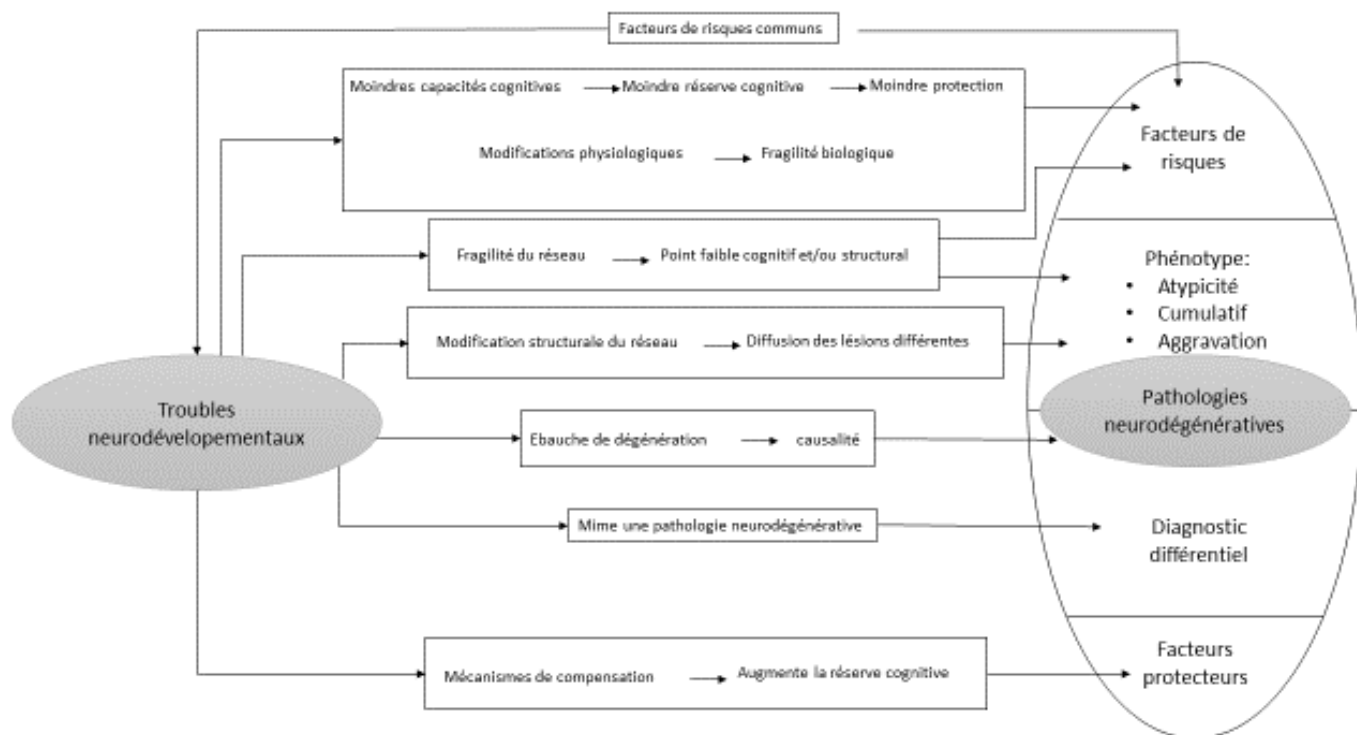 Facteurs de risques communs
Moindres capacités cognitives Moindre réserve cognitive Moindre protection
Modifications physiologiques Fragilité biologique
Facteurs de
risques
Fragilité du réseau Point faible cognitif et/ou structural
Phénotype:
• Atypicité
• Cumulatif
• Aggravation
Modification structurale du réseau Diffusion des lésions différentes
Troubles
neurodévelopementaux
Pathologies
neurodégénératives
Ebauche de dégénération causalité
Mime une pathologie neurodégénérative
Diagnostic
différentiel
Mécanismes de compensation Augmente la réserve cognitive
Facteurs
protecteurs